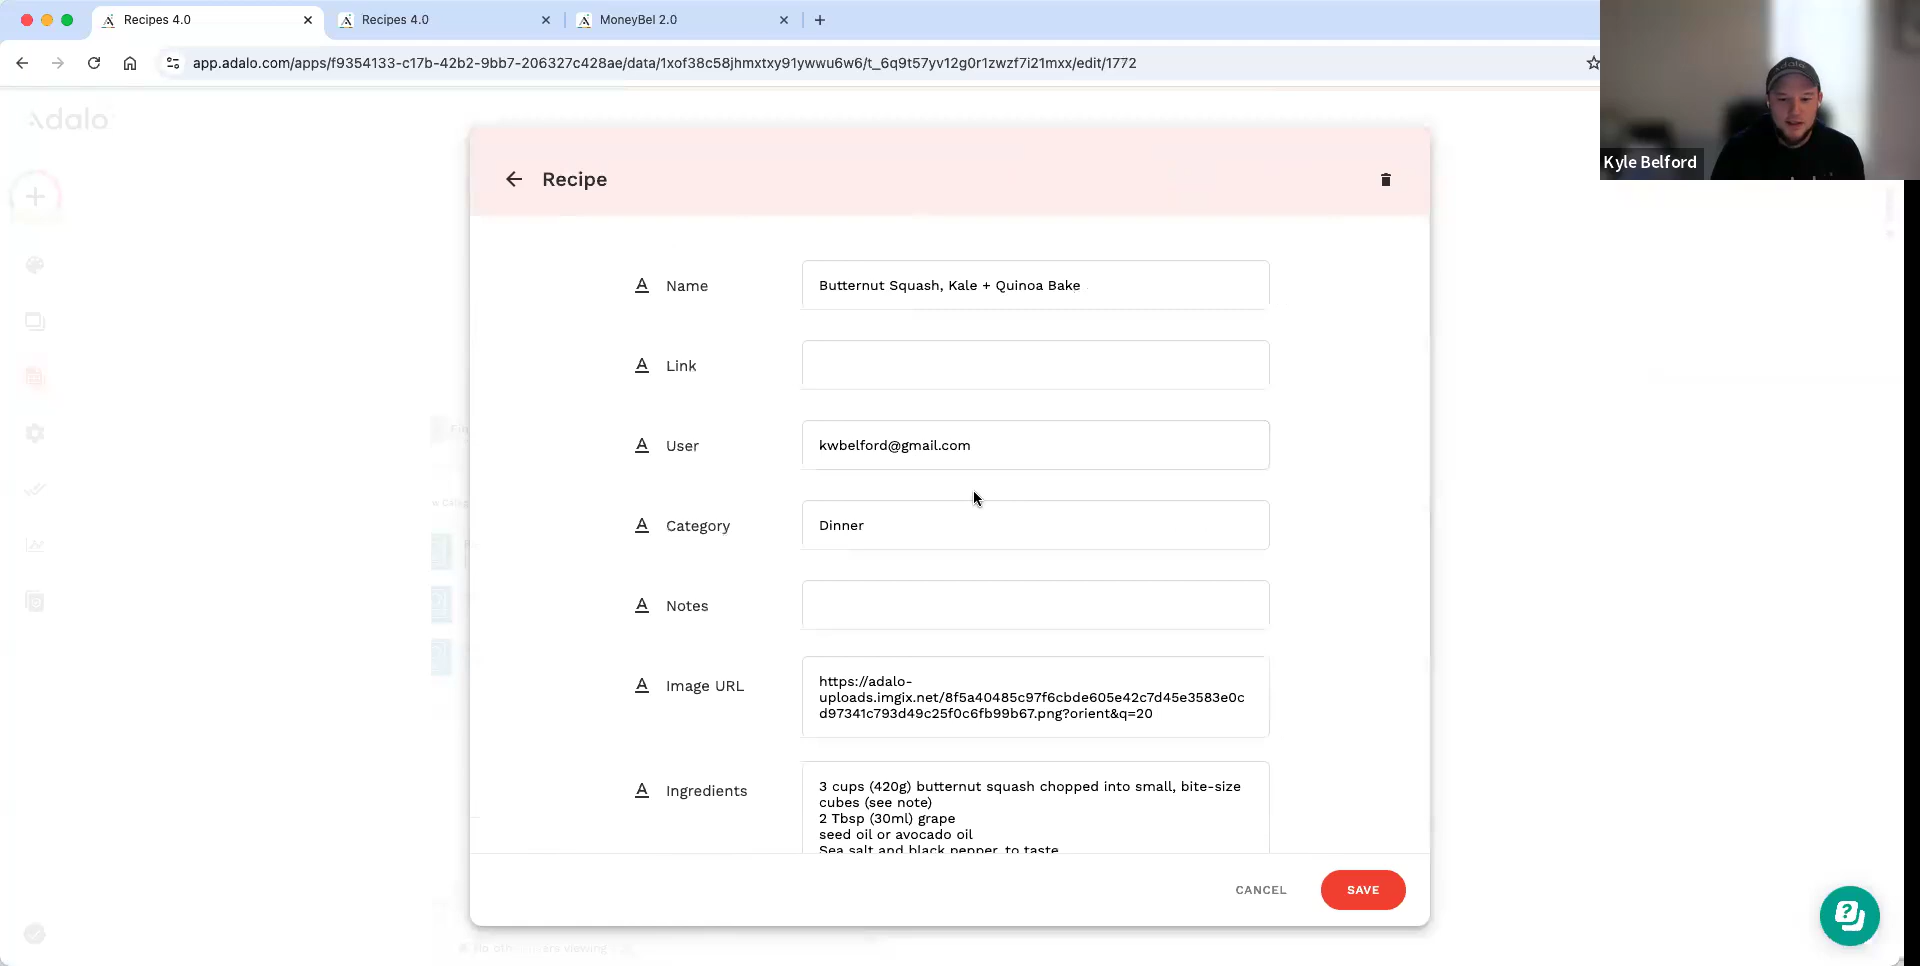 Recipes 4.0
Recipes 4.0
MoneyBel 2.0
app.adalo.com/apps/f9354133-c17b-42b2-9bb7-206327c428ae/data/1xof38c58jhmxtxy91ywwu6w6/t_6q9t57yv12g0r1zwzf7i21mxx/edit/1772
Adalo
Kyle Belford
Recipe
Name
Butternut Squash, Kale + Quinoa Bake
Link
User
kwbelford@gmail.com
Category
Dinner
Notes
Image URL
https://adalo-
uploads.imgix.net/8f5a40485c97f6cbde605e42c7d45e3583e0c
d97341c793d49c25f0c6fb99b67.png?orient&q=20
Ingredients
3 cups (420g) butternut squash chopped into small, bite-size
cubes (see note)
2 Tbsp (30ml) grape
seed oil or avocado oil
Sea salt and black pepper, to taste
CANCEL
SAVE